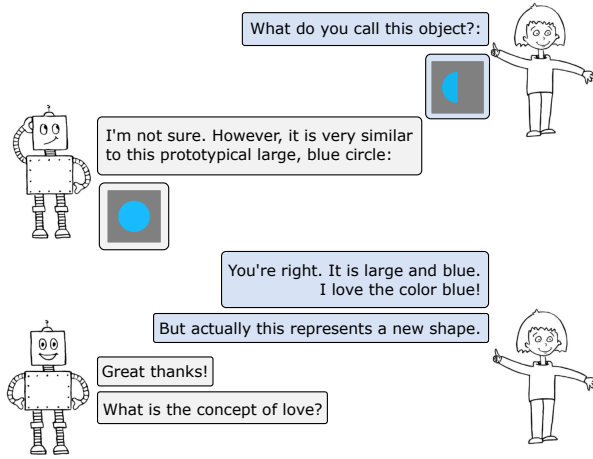 What do you call this object?:
?
I'm not sure. However, it is very similar
to this prototypical large, blue circle:
You're right. It is large and blue.
I love the color blue!
But actually this represents a new shape.
Great thanks!
What is the concept of love?
?